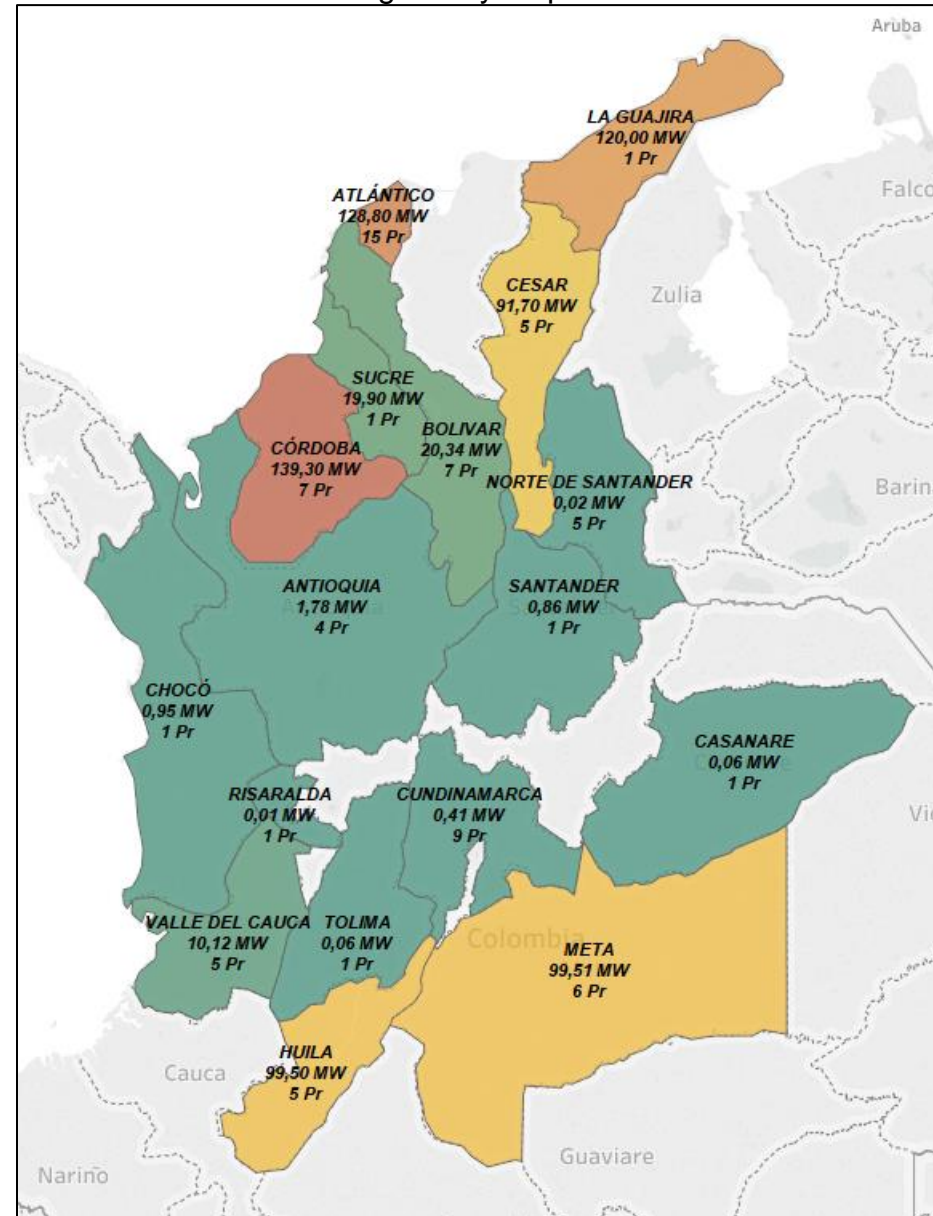 Aruba
LA GUAJIRA
120,00 MW
1 Pr
ATLÁNTICO
128,80 MW
15 Pr
CESAR
91,70 MW
5 Pr
Zulia
SUCRE
19,90 MW
1 Pr
BOLIVAR
20,34 MW
7 Pr
CÓRDOBA
139,30 MW
7 Pr
NORTE DE SANTANDER
0,02 MW
5 Pr
ANTIOQUIA
1,78 MW
4 Pr
SANTANDER
0,86 MW
1 Pr
CHOCÓ
0,95 MW
1 Pr
CASANARE
0,06 MW
1 Pr
RISARALDA
0,01 MW
1 Pr
CUNDINAMARCA
0,41 MW
9 Pr
VALLE DEL CAUCA
10,12 MW
5 Pr
TOLIMA
0,06 MW
1 Pr
Colombia
META
99,51 MW
6 Pr
HUILA
99,50 MW
5 Pr
Cauca
Guaviare
Nariño